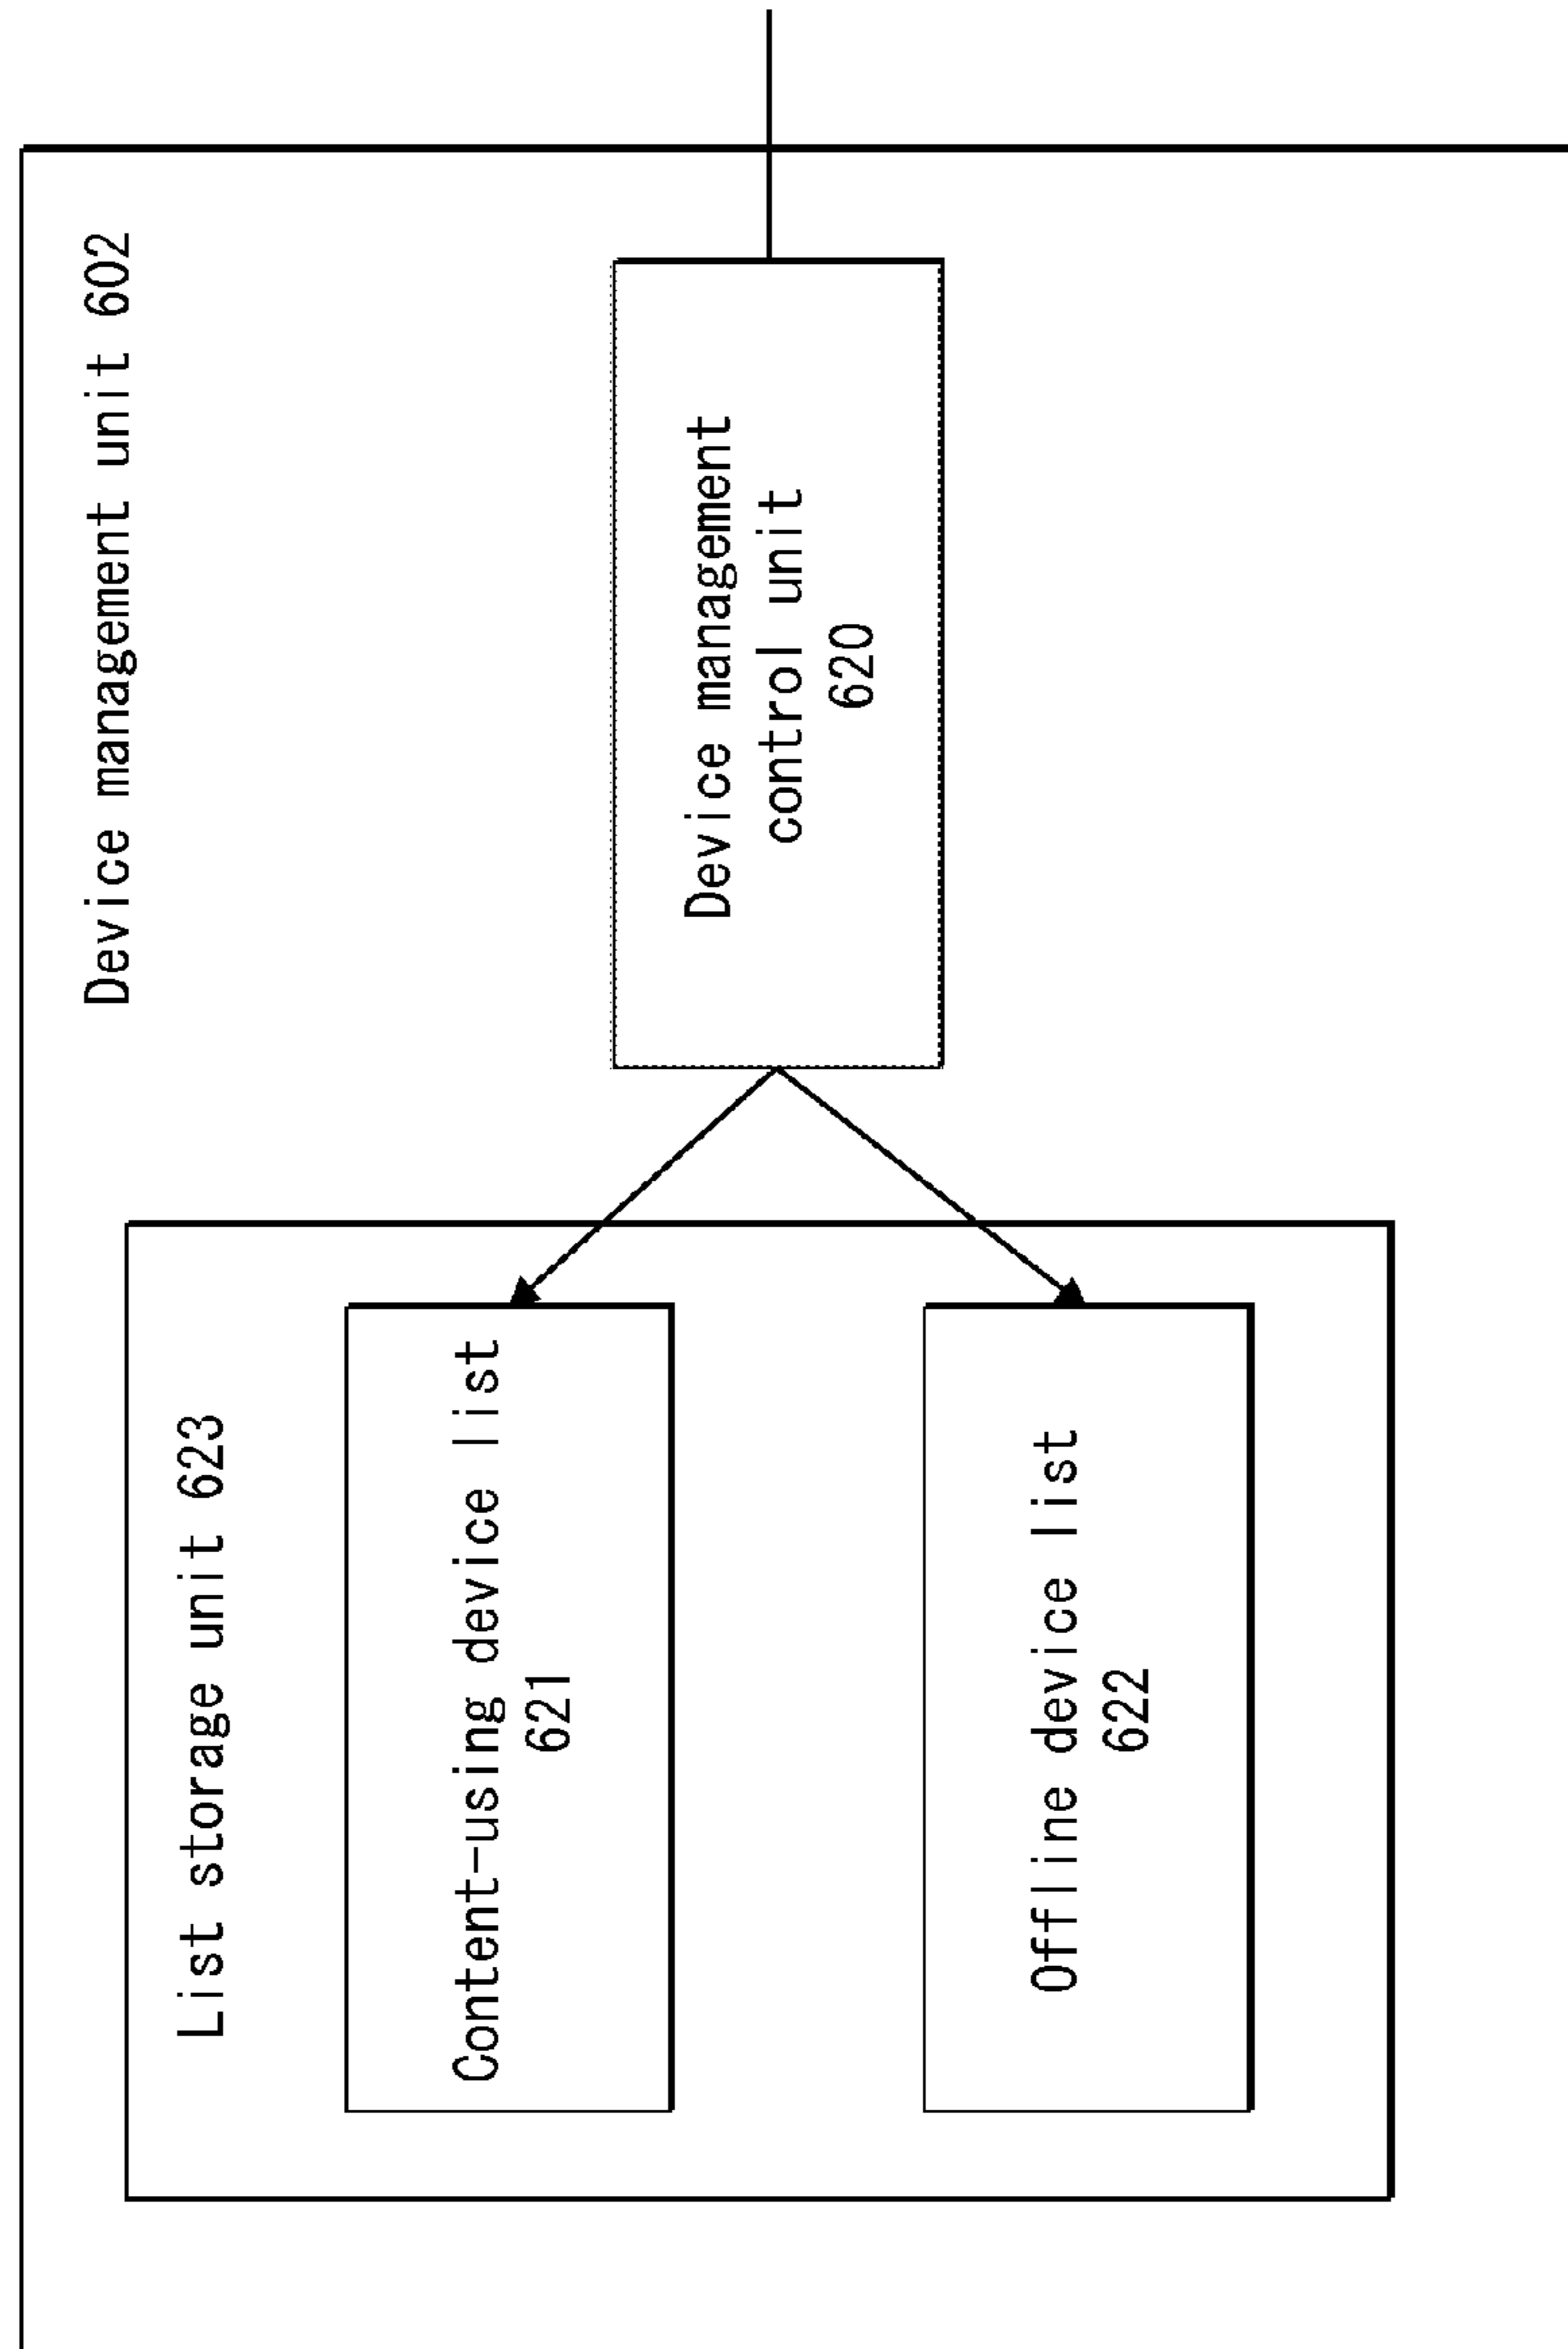 Device management unit 602
List storage unit 623
Content-using device list
621
Device management
control unit
620
Offline device list
622